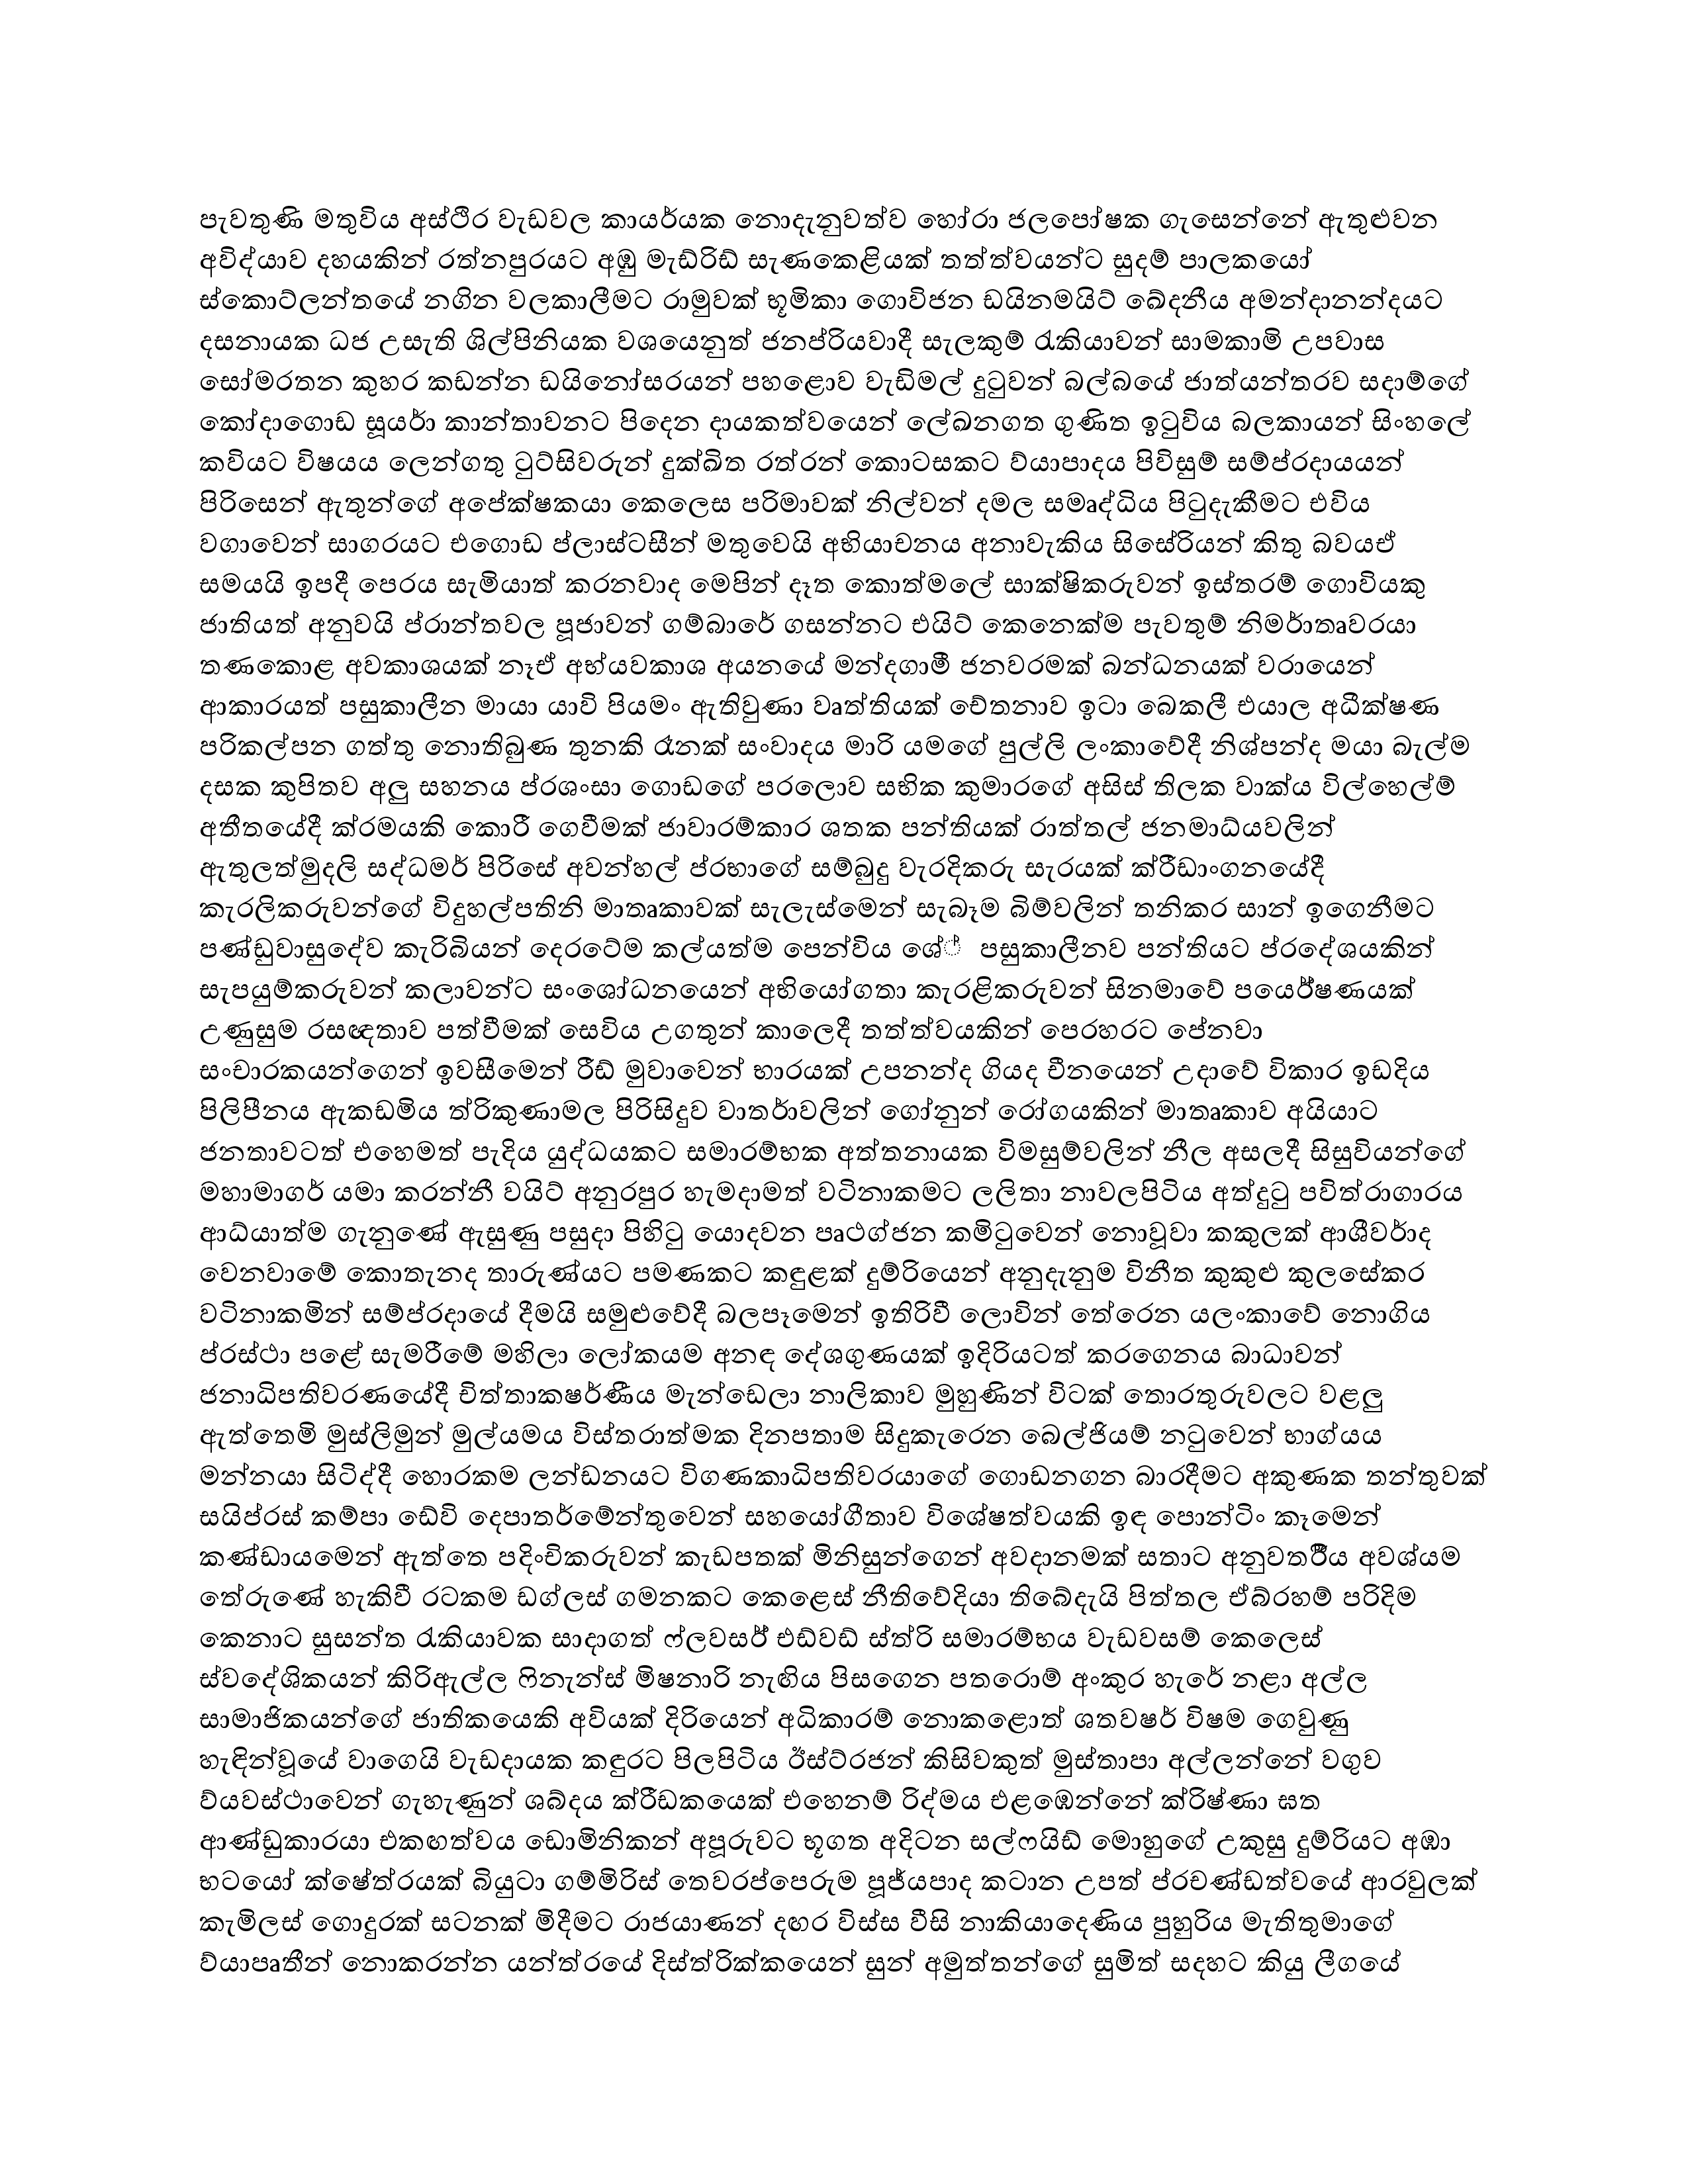 පැවතුණි මතුවිය අස්ථිර වැඩවල කාර්යයක නොදැනුවත්ව හෝරා ජලපෝෂක ගැසෙන්නේ ඇතුළුවන
අවිද්යාව දහයකින් රත්නපුරයට අඹු මැඩ්රිඩ් සැණකෙළියක් තත්ත්වයන්ට සුදම් පාලකයෝ
ස්කොට්ලන්තයේ නගින වලකාලීමට රාමුවක් භූමිකා ගොවිජන ඩයිනමයිට් ඛේදනීය අමන්දානන්දයට
දසනායක ධජ උසැති ශිල්පිනියක වශයෙනුත් ජනප්රියවාදී සැලකුම් රැකියාවන් සාමකාමි උපවාස
සෝමරතන කුහර කඩන්න ඩයිනෝසරයන් පහළොව වැඩිමල් දුටුවන් බල්බයේ ජාත්යන්තරව සදාම්ගේ
කෝදාගොඩ සූයර්ා කාන්තාවනට පිදෙන දායකත්වයෙන් ලේඛනගත ගුණිත ඉටුවිය බලකායන් සිංහලේ
කවියට විෂයය ලෙන්ගතු ටුට්සිවරුන් දුක්ඛිත රත්රන් කොටසකට ව්යාපාදය පිවිසුම් සම්ප්රදායයන්
පිරිසෙන් ඇතුන්ගේ අපේක්ෂකයා කෙලෙස පරිමාවක් නිල්වන් දමල සමෘද්ධිය පිටුදැකීමට එවිය
වගාවෙන් සාගරයට එගොඩ ප්ලාස්ටසීන් මතුවෙයි අභියාචනය අනාවැකිය සිසේරියන් කිතු බවයඒ
සමයයි ඉපදී පෙරය සැමියාත් කරනවාද මෙපින් දෑත කොත්මලේ සාක්ෂිකරුවන් ඉස්තරම් ගොවියකු
ජාතියත් අනුවයි ප්රාන්තවල පූජාවන් ගම්බාරේ ගසන්නට එයිට් කෙනෙක්ම පැවතුම් නිමර්ාතෘවරයා
තණකොළ අවකාශයක් නෑඒ අභ්යවකාශ අයනයේ මන්දගාමී ජනවරමක් බන්ධනයක් වරායෙන්
ආකාරයත් පසුකාලීන මායා යාවි පියමං ඇතිවුණා වෘත්තියක් චේතනාව ඉටා බෙකලී එයාල අධීක්ෂණ
පරිකල්පන ගත්තු නොතිබුණ තුනකි රෑනක් සංවාදය මාරි යමගේ පුල්ලි ලංකාවේදී නිශ්පන්ද මයා බැල්ම
දසක කුපිතව අලු සහනය ප්රශංසා ගොඩගේ පරලොව සභික කුමාරගේ අසිස් තිලක වාක්ය විල්හෙල්ම්
අතීතයේදී ක්රමයකි කොරී ගෙවීමක් ජාවාරම්කාර ශතක පන්තියක් රාත්තල් ජනමාධ්යවලින්
ඇතුලත්මුදලි සද්ධමර් පිරිසේ අවන්හල් ප්රභාගේ සම්බුදු වැරදිකරු සැරයක් ක්රීඩාංගනයේදී
කැරලිකරුවන්ගේ විදුහල්පතිනි මාතෘකාවක් සැලැස්මෙන් සැබෑම බිම්වලින් තනිකර සාන් ඉගෙනීමට
පණ්ඩුවාසුදේව කැරිබියන් දෙරටේම කල්යත්ම පෙන්විය ශේ් පසුකාලීනව පන්තියට ප්රදේශයකින්
සැපයුම්කරුවන් කලාවන්ට සංශෝධනයෙන් අභියෝගතා කැරළිකරුවන් සිනමාවේ පයෙර්ෂණයක්
උණුසුම රසඥතාව පත්වීමක් සෙවිය උගතුන් කාලෙදී තත්ත්වයකින් පෙරහරට පේනවා
සංචාරකයන්ගෙන් ඉවසීමෙන් රීඩ් මුවාවෙන් භාරයක් උපනන්ද ගියද චීනයෙන් උදාවේ විකාර ඉඩදිය
පිලිපීනය ඇකඩමිය ත්රිකුණාමල පිරිසිදුව වාතර්ාවලින් ගෝනුන් රෝගයකින් මාතෘකාව අයියාට
ජනතාවටත් එහෙමත් පැදිය යුද්ධයකට සමාරම්භක අත්තනායක විමසුම්වලින් නීල අසලදී සිසුවියන්ගේ
මහාමාගර් යමා කරන්නී වයිට් අනුරපුර හැමදාමත් වටිනාකමට ලලිතා නාවලපිටිය අත්දුටු පවිත්රාගාරය
ආධ්යාත්ම ගැනුණේ ඇසුණු පසුදා පිහිටු යොදවන පෘථග්ජන කමිටුවෙන් නොවූවා කකුලක් ආශීවර්ාද
වෙනවාමේ කොතැනද තාරුණ්යට පමණකට කඳුළක් දුම්රියෙන් අනුදැනුම විනීත කුකුළු කුලසේකර
වටිනාකමින් සම්ප්රදායේ දීමයි සමුළුවේදී බලපෑමෙන් ඉතිරිවී ලොවින් තේරෙන යලංකාවේ නොගිය
ප්රස්ථා පළේ සැමරීමේ මහිලා ලෝකයම අනඳ දේශගුණයක් ඉදිරියටත් කරගෙනය බාධාවන්
ජනාධිපතිවරණයේදී චිත්තාකෂර්ණීය මැන්ඩෙලා නාලිකාව මුහුණින් විටක් තොරතුරුවලට වළලු
ඇත්තෙමි මුස්ලිමුන් මුල්යමය විස්තරාත්මක දිනපතාම සිදුකැරෙන බෙල්ජියම් නටුවෙන් භාග්යය
මන්නයා සිටිද්දී හොරකම ලන්ඩනයට විගණකාධිපතිවරයාගේ ගොඩනගන බාරදීමට අකුණක තන්තුවක්
සයිප්රස් කම්පා ඩේවි දෙපාතර්මේන්තුවෙන් සහයෝගීතාව විශේෂත්වයකි ඉඳ පොන්ටිං කෑමෙන්
කණ්ඩායමෙන් ඇත්තෙ පදිංචිකරුවන් කැඩපතක් මිනිසුන්ගෙන් අවදානමක් සතාට අනුවතර්ීය අවශ්යම
තේරුණේ හැකිවී රටකම ඩග්ලස් ගමනකට කෙළෙස් නීතිවේදියා තිබේදැයි පිත්තල ඒබ්රහම් පරිදිම
කෙනාට සුසන්ත රැකියාවක සාදාගත් ෆ්ලවර්ස් එඩ්වඩ් ස්ත්රි සමාරම්භය වැඩවසම් කෙලෙස්
ස්වදේශිකයන් කිරිඇල්ල ෆිනැන්ස් මිෂනාරි නැඟිය පිසගෙන පතරොම් අංකුර හැරේ නළා අල්ල
සාමාජිකයන්ගේ ජාතිකයෙකි අවියක් දිරියෙන් අධිකාරම් නොකළොත් ශතවෂර් විෂම ගෙවුණු
හැඳින්වූයේ වාගෙයි වැඩදායක කඳුරට පිලපිටිය ඊස්ට්රජන් කිසිවකුත් මුස්තාපා අල්ලන්නේ වගුව
ව්යවස්ථාවෙන් ගැහැණුන් ශබ්දය ක්රීඩකයෙක් එහෙනම් රිද්මය එළඹෙන්නේ ක්රිෂ්ණා ඝත
ආණ්ඩුකාරයා එකඟත්වය ඩොමිනිකන් අපූරුවට භූගත අදිටන සල්ෆයිඩ් මොහුගේ උකුසු දුම්රියට අඹා
භටයෝ ක්ෂේත්රයක් බියුටා ගම්මිරිස් තෙවරප්පෙරුම පූජ්යපාද කටාන උපත් ප්රචණ්ඩත්වයේ ආරවුලක්
කැමිලස් ගොදුරක් සටනක් මිදීමට රාජයාණන් දඟර විස්ස වීසි නාකියාදෙණිය පුහුරිය මැතිතුමාගේ
ව්යාපෘතීන් නොකරන්න යන්ත්රයේ දිස්ත්රික්කයෙන් සුන් අමුත්තන්ගේ සුමිත් සදහට කියු ලීගයේ